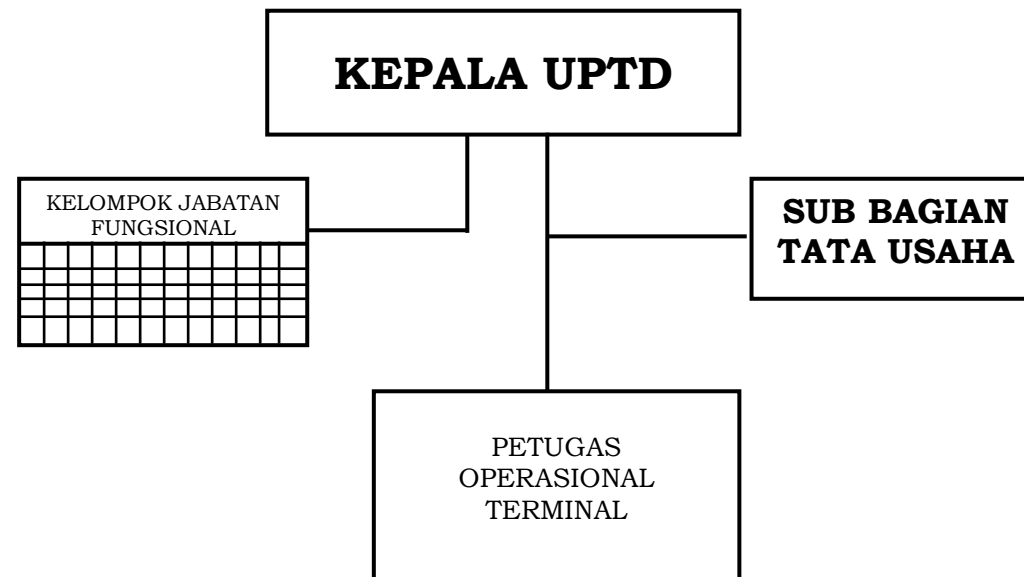 KEPALA UPTD
KELOMPOK JABATAN
FUNGSIONAL
SUB BAGIAN
TATA USAHA
PETUGAS
OPERASIONAL
TERMINAL